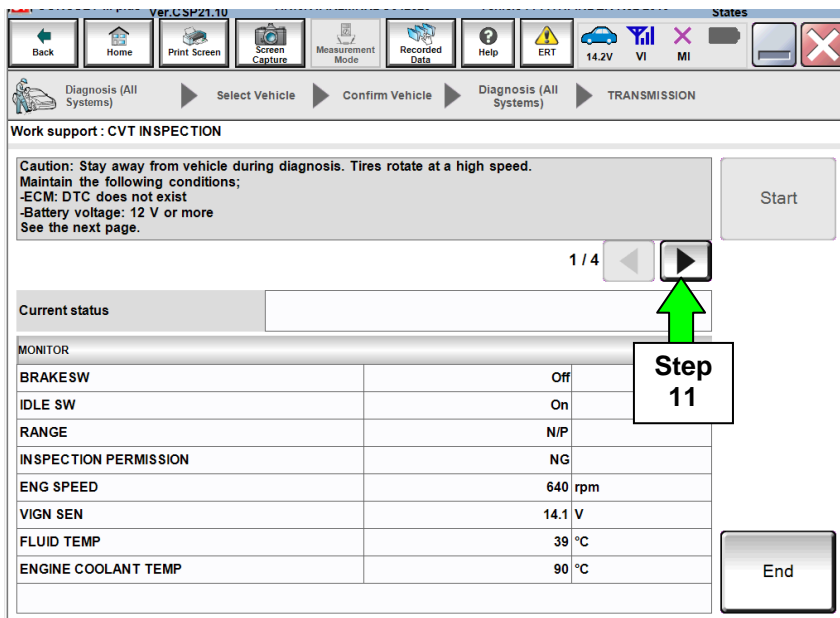 Ver.CSP21.10
States
Back
Home
Print Screen
Screen Capture
Measurement Mode
Recorded Data
Help
ERT
14.2V
VI
MI
Diagnosis (All Systems)
Select Vehicle
Confirm Vehicle
Diagnosis (All Systems)
TRANSMISSION
Work support : CVT INSPECTION
Caution: Stay away from vehicle during diagnosis. Tires rotate at a high speed.
Maintain the following conditions;
-ECM: DTC does not exist
-Battery voltage: 12 V or more
See the next page.
Start
1 / 4
Current status
MONITOR
Step
11
BRAKESW Off
IDLE SW On
RANGE N/P
INSPECTION PERMISSION NG
ENG SPEED 640 rpm
VIGN SEN 14.1 V
FLUID TEMP 39 °C
ENGINE COOLANT TEMP 90 °C
End